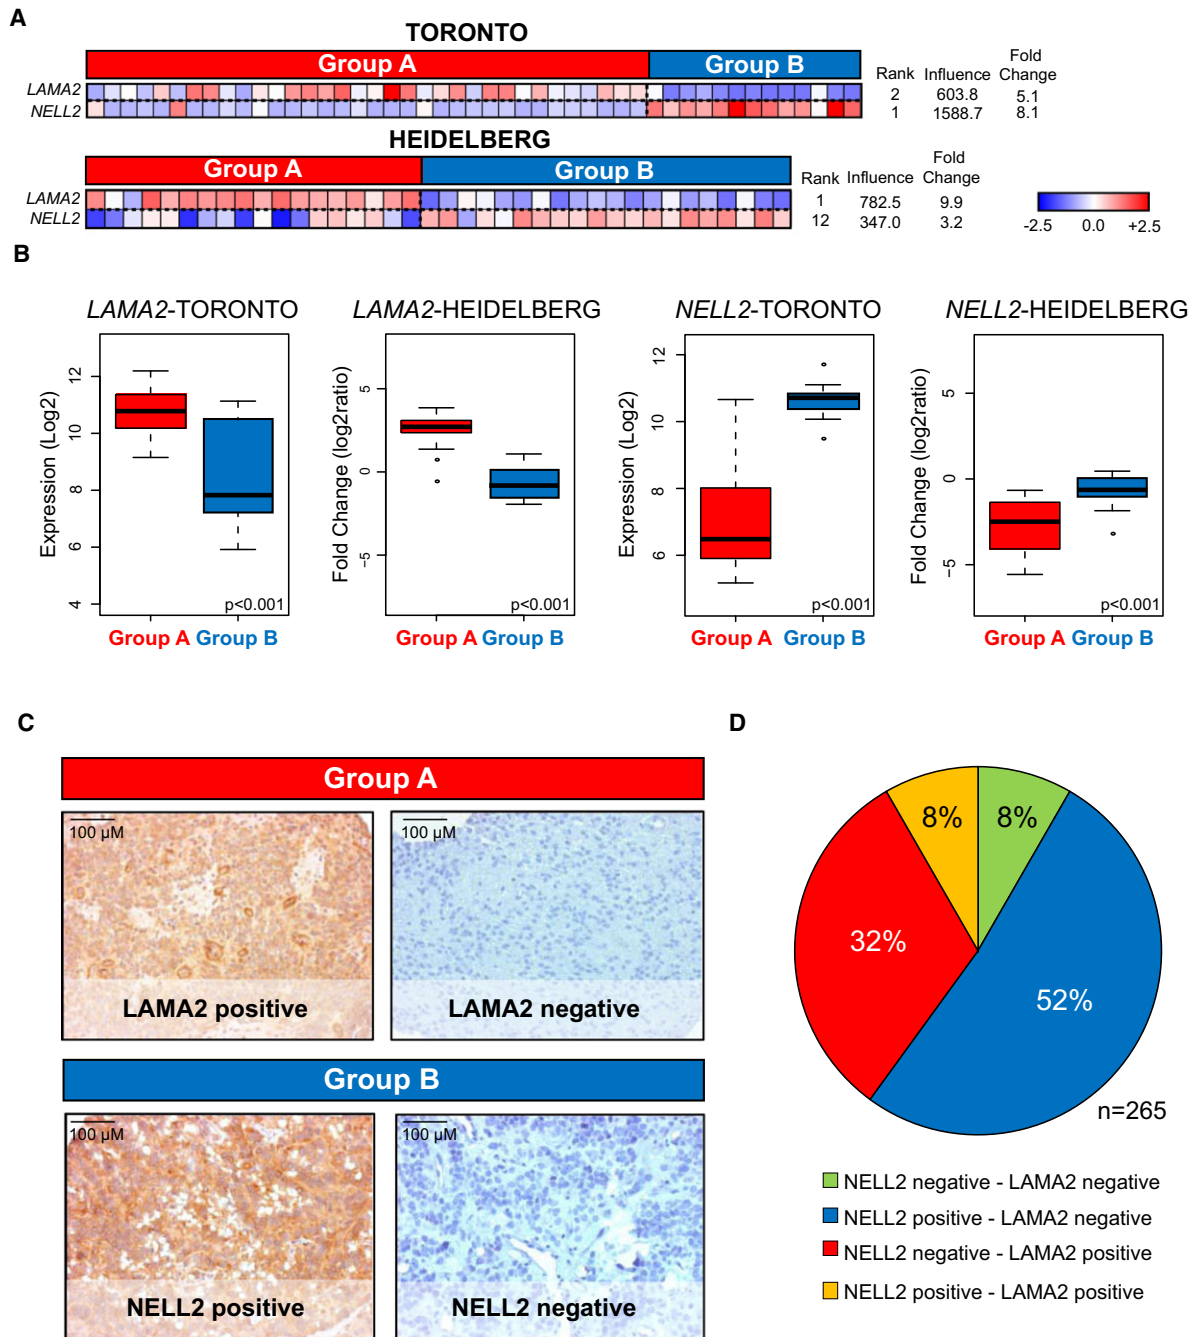 A
TORONTO
Group A Group B
Rank Influence Fold Change
LAMA2 2 603.8 5.1
NELL2 1 1588.7 8.1
HEIDELBERG
Group A Group B
Rank Influence Fold Change
LAMA2 1 782.5 9.9
NELL2 12 347.0 3.2
-2.5 0.0 +2.5
B
LAMA2-TORONTO
Expression (Log2)
12
10
8
6
4
p<0.001
Group A Group B
LAMA2-HEIDELBERG
Fold Change (log2ratio)
5
0
−5
p<0.001
Group A Group B
NELL2-TORONTO
Expression (Log2)
12
10
8
6
p<0.001
Group A Group B
NELL2-HEIDELBERG
Fold Change (log2ratio)
5
0
−5
p<0.001
Group A Group B
C
Group A
100 µM
LAMA2 positive
100 µM
LAMA2 negative
Group B
100 µM
NELL2 positive
100 µM
NELL2 negative
D
8% 8%
32%
52%
n=265
NELL2 negative - LAMA2 negative
NELL2 positive - LAMA2 negative
NELL2 negative - LAMA2 positive
NELL2 positive - LAMA2 positive